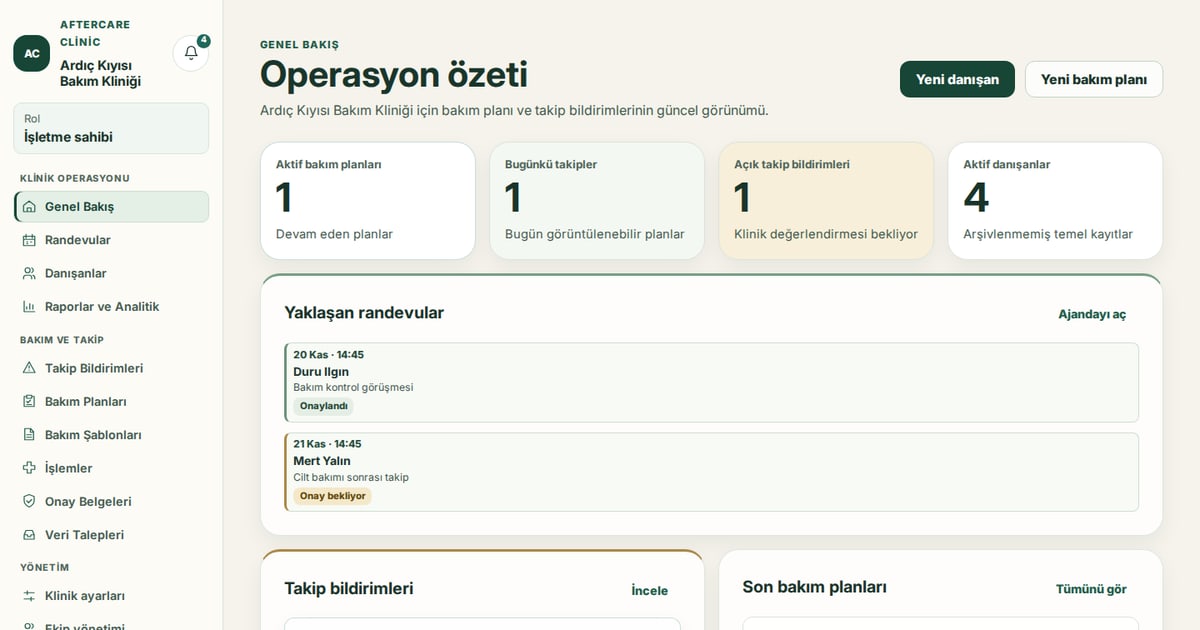 AFTERCARE
CLİNİC
AC
Ardıç Kıyısı
Bakım Kliniği
4
Rol
İşletme sahibi
KLİNİK OPERASYONU
Genel Bakış
Randevular
Danışanlar
Raporlar ve Analitik
BAKIM VE TAKİP
Takip Bildirimleri
Bakım Planları
Bakım Şablonları
İşlemler
Onay Belgeleri
Veri Talepleri
YÖNETİM
Klinik ayarları
Ekip yönetimi
GENEL BAKIŞ
Operasyon özeti
Ardıç Kıyısı Bakım Kliniği için bakım planı ve takip bildirimlerinin güncel görünümü.
Yeni danışan
Yeni bakım planı
Aktif bakım planları
1
Devam eden planlar
Bugünkü takipler
1
Bugün görüntülenebilir planlar
Açık takip bildirimleri
1
Klinik değerlendirmesi bekliyor
Aktif danışanlar
4
Arşivlenmemiş temel kayıtlar
Yaklaşan randevular
Ajandayı aç
20 Kas · 14:45
Duru Ilgın
Bakım kontrol görüşmesi
Onaylandı
21 Kas · 14:45
Mert Yalın
Cilt bakımı sonrası takip
Onay bekliyor
Takip bildirimleri
İncele
Son bakım planları
Tümünü gör